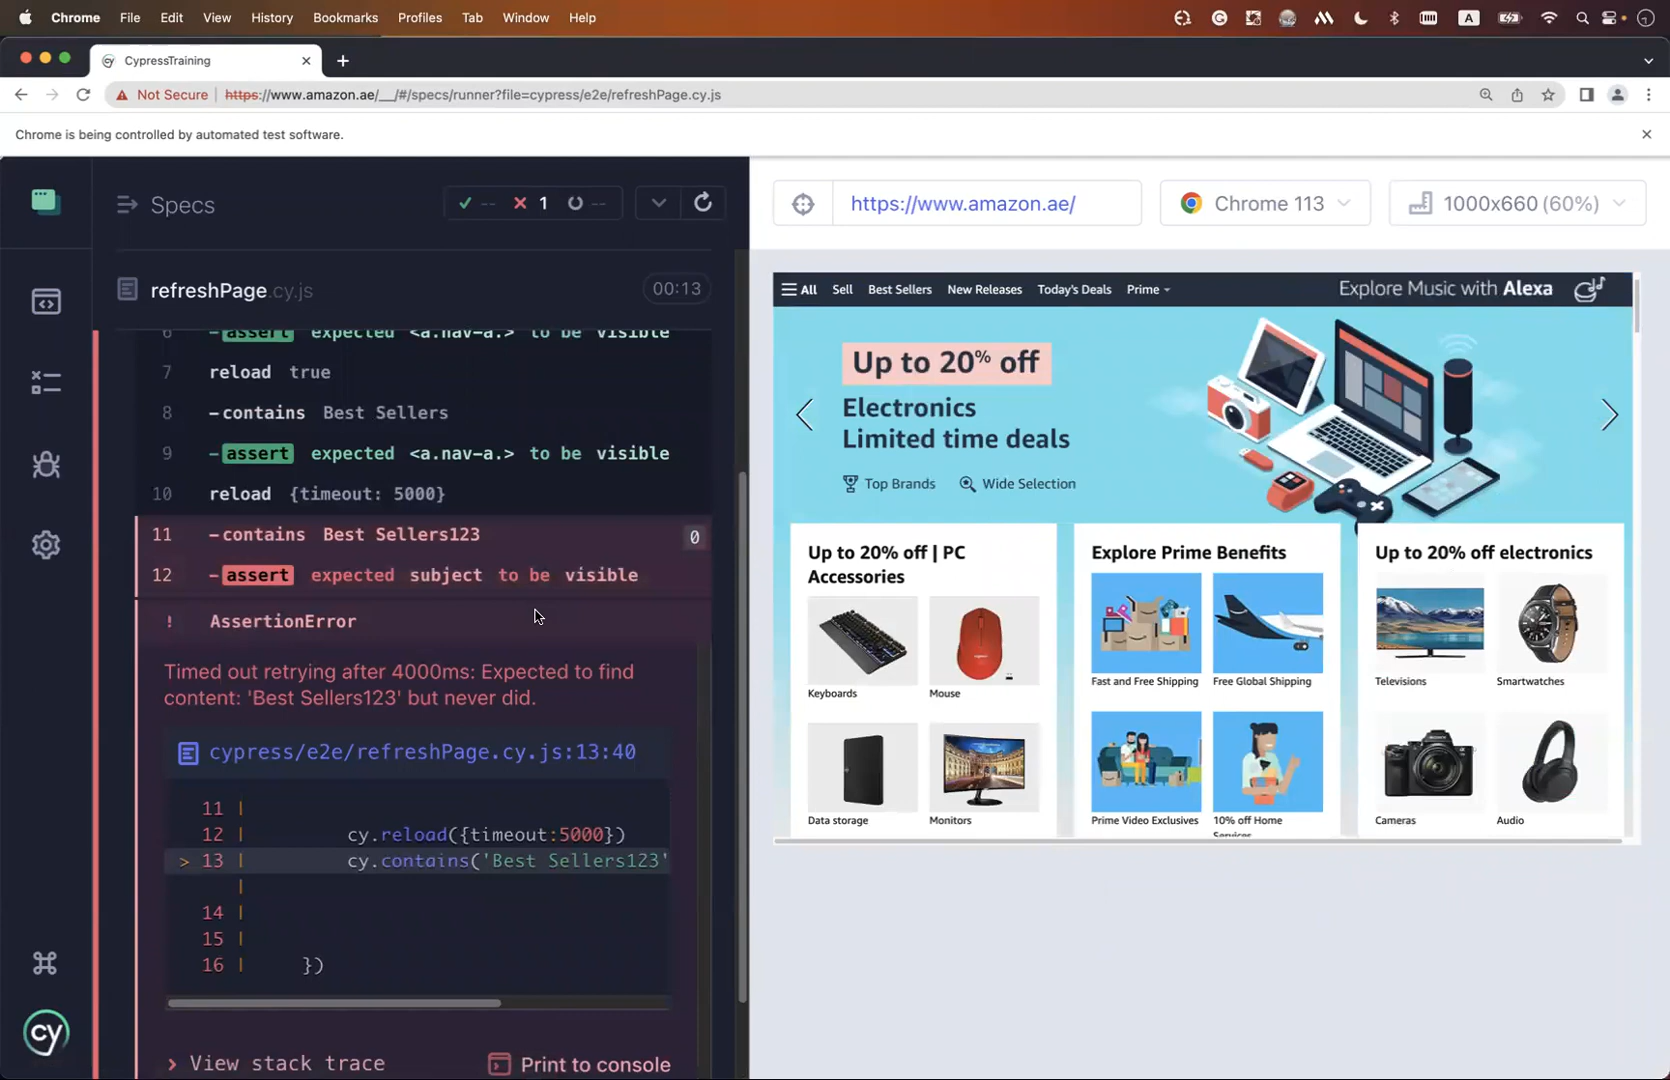 Chrome File Edit View History Bookmarks Profiles Tab Window Help
A
CypressTraining
Not Secure https://www.amazon.ae/__/#/specs/runner?file=cypress/e2e/refreshPage.cy.js
Chrome is being controlled by automated test software.
Specs
-- 1 --
https://www.amazon.ae/
Chrome 113
1000x660 (60%)
refreshPage.cy.js
00:13
6 -assert expected <a.nav-a.> to be visible
7 reload true
8 -contains Best Sellers
9 -assert expected <a.nav-a.> to be visible
10 reload {timeout: 5000}
11 -contains Best Sellers123 0
12 -assert expected subject to be visible
! AssertionError
Timed out retrying after 4000ms: Expected to find
content: 'Best Sellers123' but never did.
cypress/e2e/refreshPage.cy.js:13:40
11 |
12 | cy.reload({timeout:5000})
> 13 | cy.contains('Best Sellers123'
|
14 |
15 |
16 | })
View stack trace
Print to console
cy
All Sell Best Sellers New Releases Today's Deals Prime
Explore Music with Alexa
Up to 20% off
Electronics
Limited time deals
Top Brands Wide Selection
Up to 20% off | PC
Accessories
Keyboards Mouse
Data storage Monitors
Explore Prime Benefits
Fast and Free Shipping Free Global Shipping
Prime Video Exclusives 10% off Home
Services
Up to 20% off electronics
Televisions Smartwatches
Cameras Audio